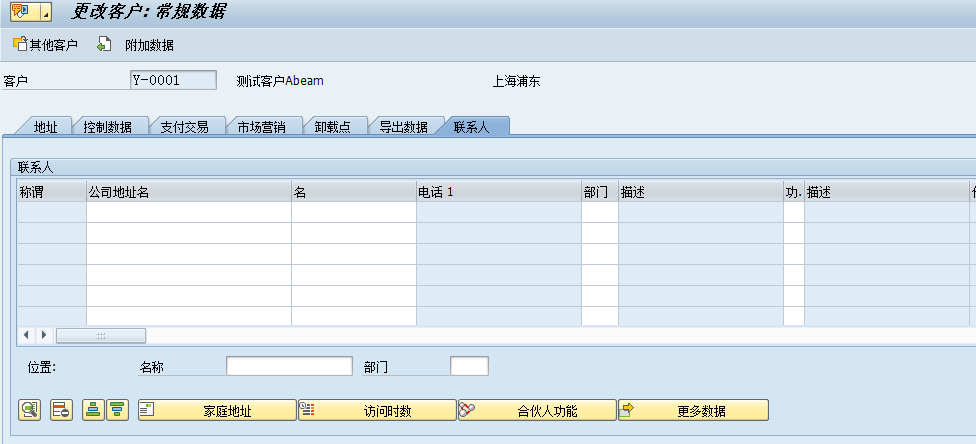 更改客户: 常规数据
其他客户 附加数据
客户 Y-0001 测试客户Abeam 上海浦东
地址 控制数据 支付交易 市场营销 卸载点 导出数据 联系人
联系人
称谓 公司地址名 名 电话 1 部门 描述 功. 描述
位置: 名称 部门
家庭地址 访问时数 合伙人功能 更多数据